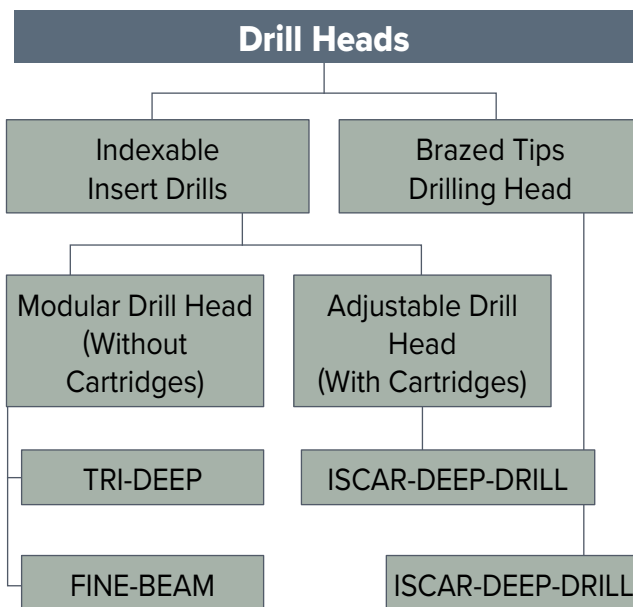 Drill Heads
Indexable
Insert Drills
Brazed Tips
Drilling Head
Modular Drill Head
(Without
Cartridges)
Adjustable Drill
Head
(With Cartridges)
TRI-DEEP
ISCAR-DEEP-DRILL
FINE-BEAM
ISCAR-DEEP-DRILL